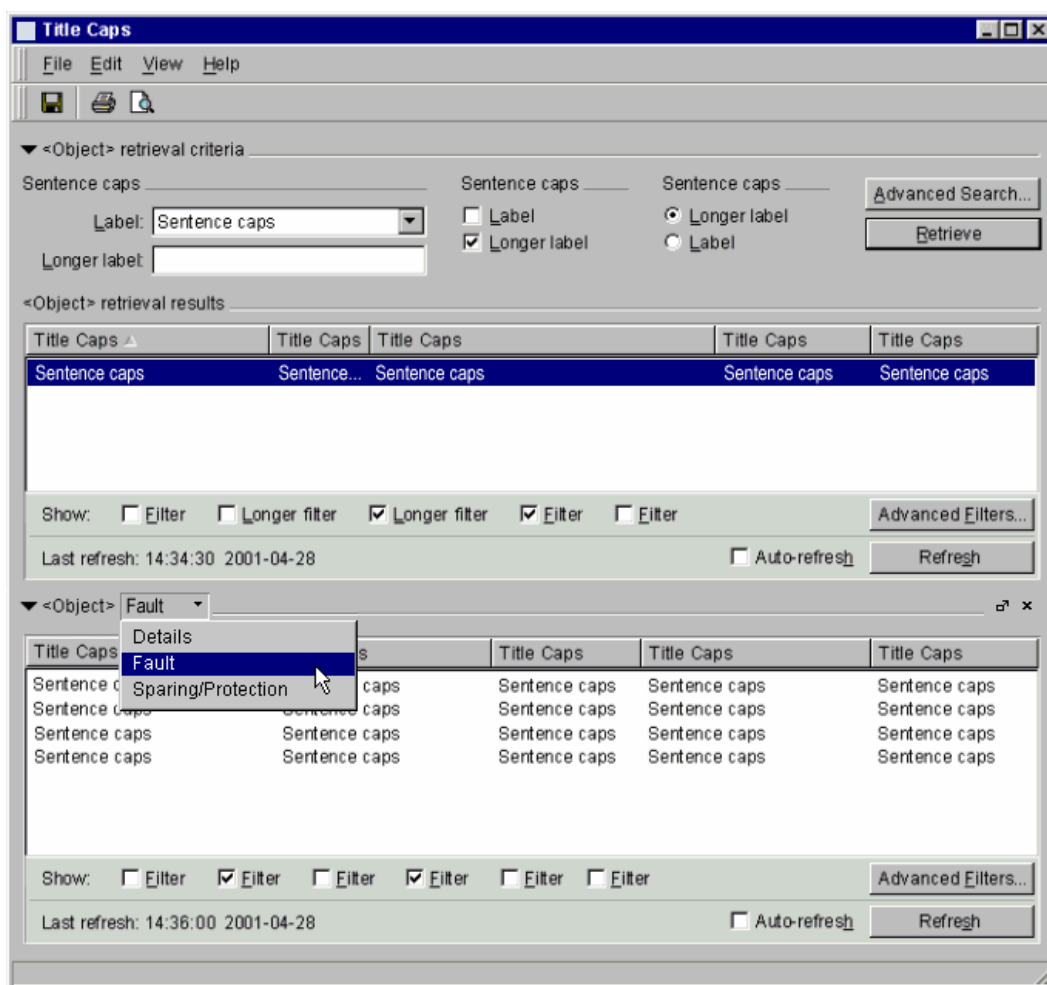 Title Caps
File Edit View Help
<Object> retrieval criteria
Sentence caps Sentence caps Sentence caps
Advanced Search...
Label: Sentence caps Label Longer label
Retrieve
Longer label Label
Longer label:
<Object> retrieval results
Title Caps Title Caps Title Caps Title Caps Title Caps
Sentence caps Sentence... Sentence caps Sentence caps Sentence caps
Show: Filter Longer filter Longer filter Filter Filter Advanced Filters...
Last refresh: 14:34:30 2001-04-28 Auto-refresh Refresh
<Object> Fault
Details
Fault
Sparing/Protection
Title Caps s Title Caps Title Caps Title Caps
Sentence c caps Sentence caps Sentence caps Sentence caps
Sentence caps Sentence caps Sentence caps Sentence caps Sentence caps
Sentence caps Sentence caps Sentence caps Sentence caps Sentence caps
Sentence caps Sentence caps Sentence caps Sentence caps Sentence caps
Show: Filter Filter Filter Filter Filter Filter Advanced Filters...
Last refresh: 14:36:00 2001-04-28 Auto-refresh Refresh